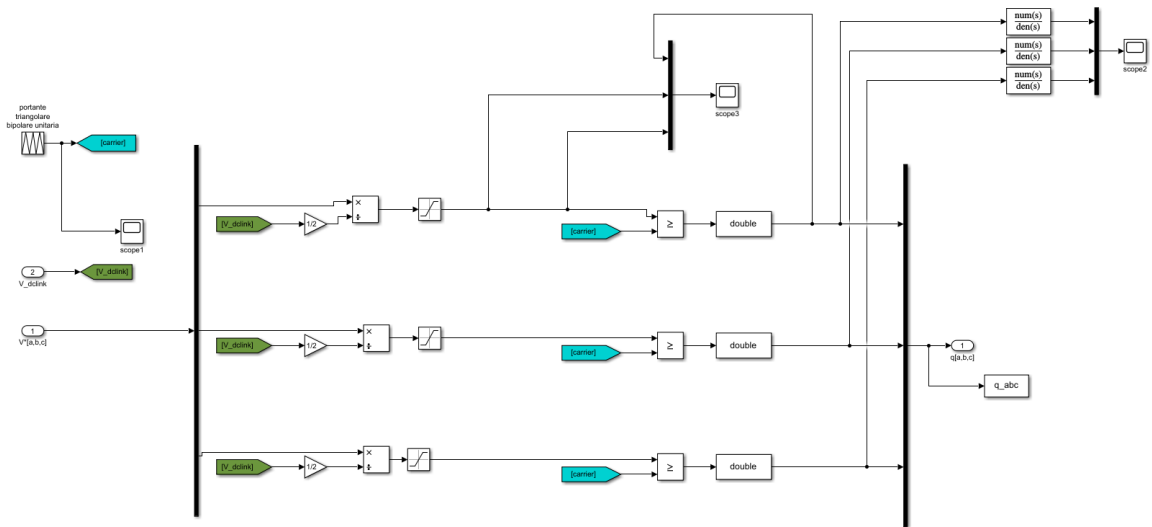 num(s)
den(s)
num(s)
den(s)
num(s)
den(s)
scope2
scope3
portante
triangolare
bipolare unitaria
[carrier]
scope1
[V_dclink]
1/2
×
÷
[carrier]
≥
double
2
V_dclink
[V_dclink]
1
V*[a,b,c]
[V_dclink]
1/2
×
÷
[carrier]
≥
double
1
q[a,b,c]
q_abc
[V_dclink]
1/2
×
÷
[carrier]
≥
double